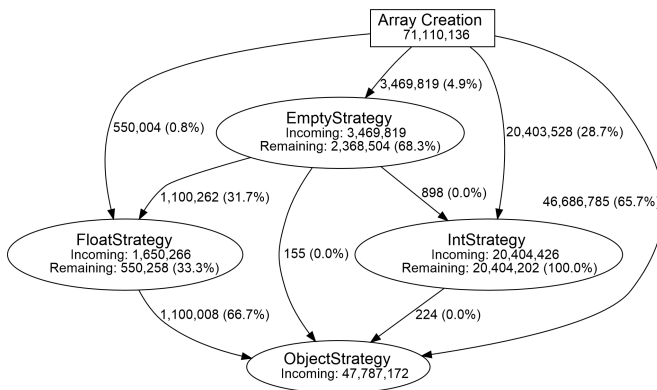 Array Creation
71,110,136
3,469,819 (4.9%)
550,004 (0.8%)
20,403,528 (28.7%)
46,686,785 (65.7%)
EmptyStrategy
Incoming: 3,469,819
Remaining: 2,368,504 (68.3%)
1,100,262 (31.7%)
898 (0.0%)
155 (0.0%)
FloatStrategy
Incoming: 1,650,266
Remaining: 550,258 (33.3%)
IntStrategy
Incoming: 20,404,426
Remaining: 20,404,202 (100.0%)
1,100,008 (66.7%)
224 (0.0%)
ObjectStrategy
Incoming: 47,787,172